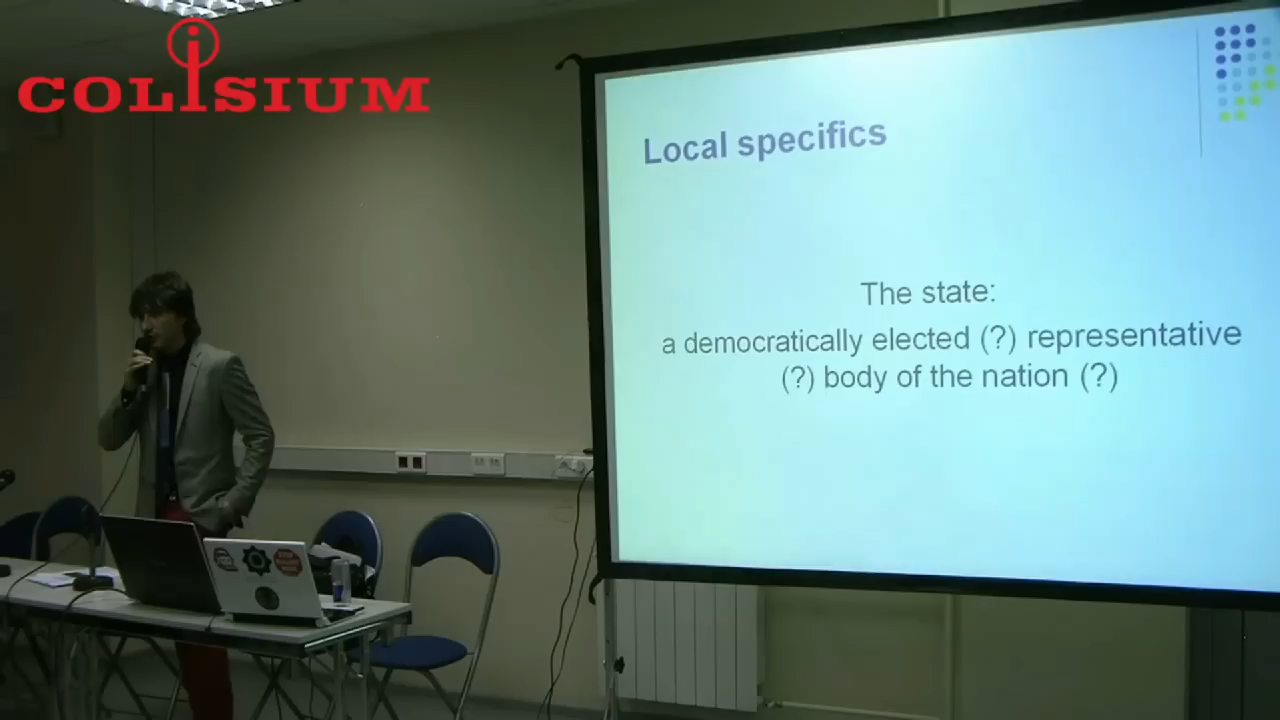 COLiSIUM
Local specifics
The state:
a democratically elected (?) representative
(?) body of the nation (?)